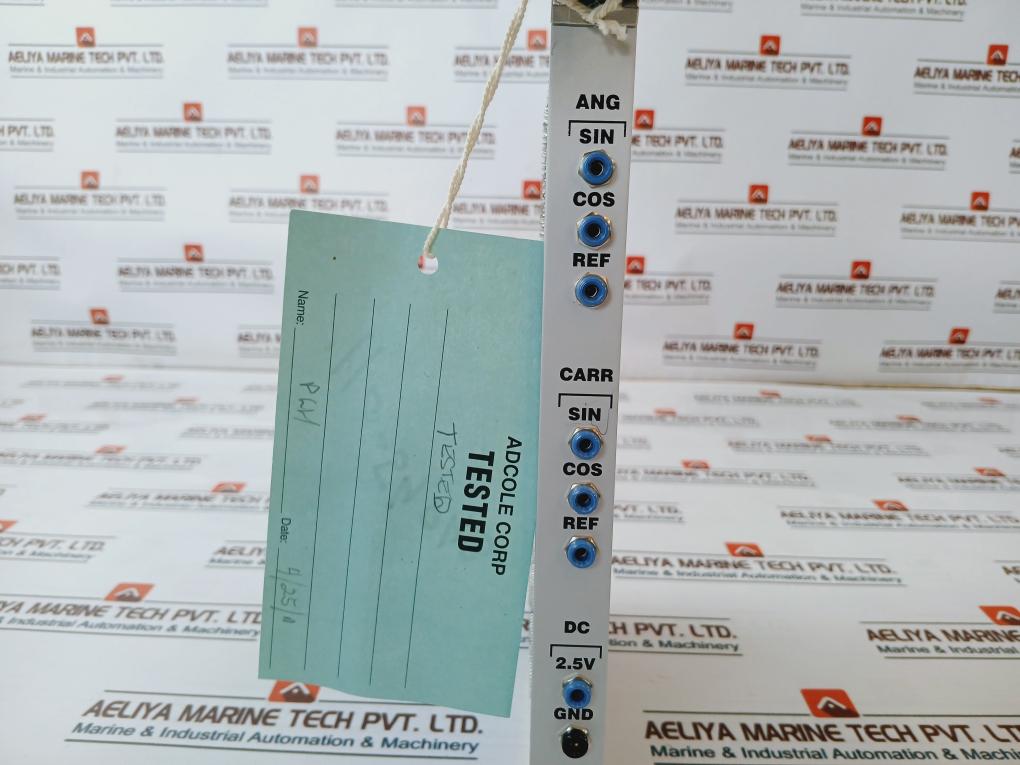 ANG
SIN
COS
REF
CARR
SIN
COS
REF
DC
2.5V
GND
ADCOLE CORP
TESTED
TESTED
Name:
Date:
AELIYA MARINE TECH PVT. LTD.
Marine & Industrial Automation & Machinery